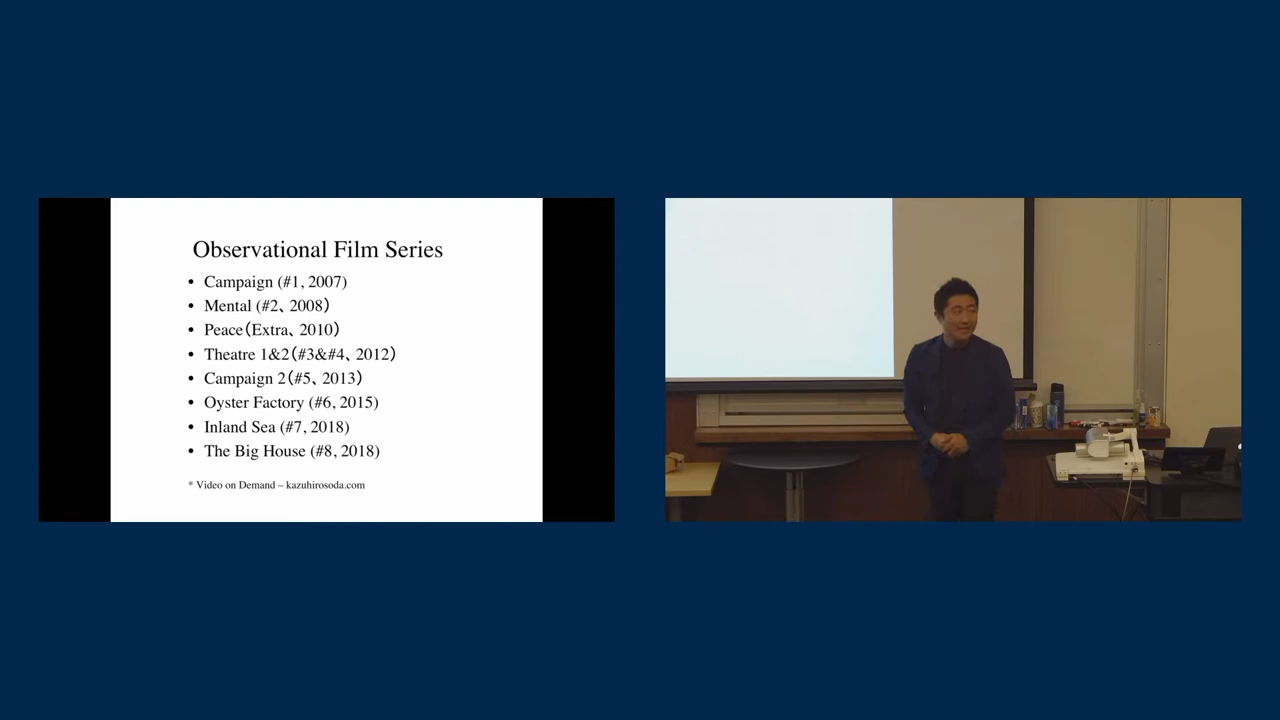 Observational Film Series
• Campaign (#1, 2007)
• Mental (#2、2008)
• Peace(Extra、2010)
• Theatre 1&2(#3&#4、2012)
• Campaign 2(#5、2013)
• Oyster Factory (#6, 2015)
• Inland Sea (#7, 2018)
• The Big House (#8, 2018)
* Video on Demand – kazuhirosoda.com